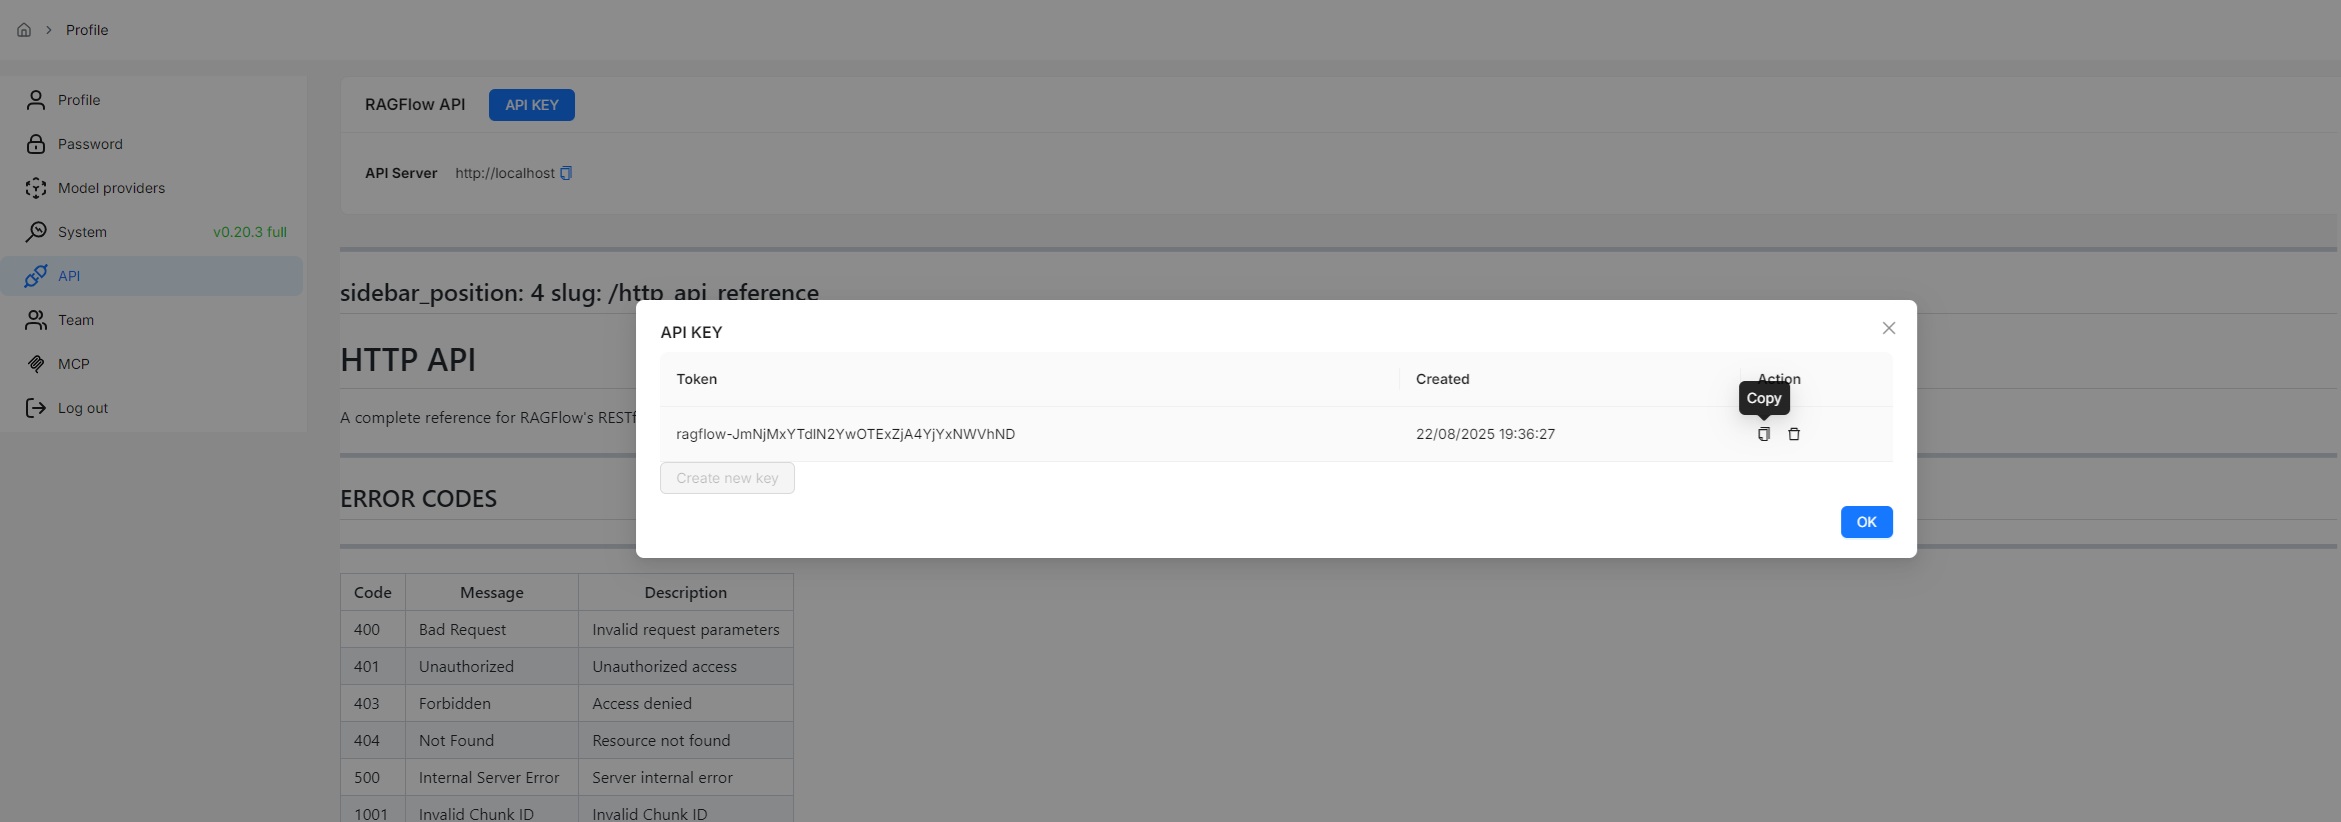 Profile
Profile
Password
Model providers
System v0.20.3 full
API
Team
MCP
Log out
RAGFlow API API KEY
API Server http://localhost
sidebar_position: 4 slug: /http_api_reference
HTTP API
A complete reference for RAGFlow's RESTf
ERROR CODES
Code Message Description
400 Bad Request Invalid request parameters
401 Unauthorized Unauthorized access
403 Forbidden Access denied
404 Not Found Resource not found
500 Internal Server Error Server internal error
1001 Invalid Chunk ID Invalid Chunk ID
API KEY
Token Created Action
Copy
ragflow-JmNjMxYTdlN2YwOTExZjA4YjYxNWVhND 22/08/2025 19:36:27
Create new key
OK